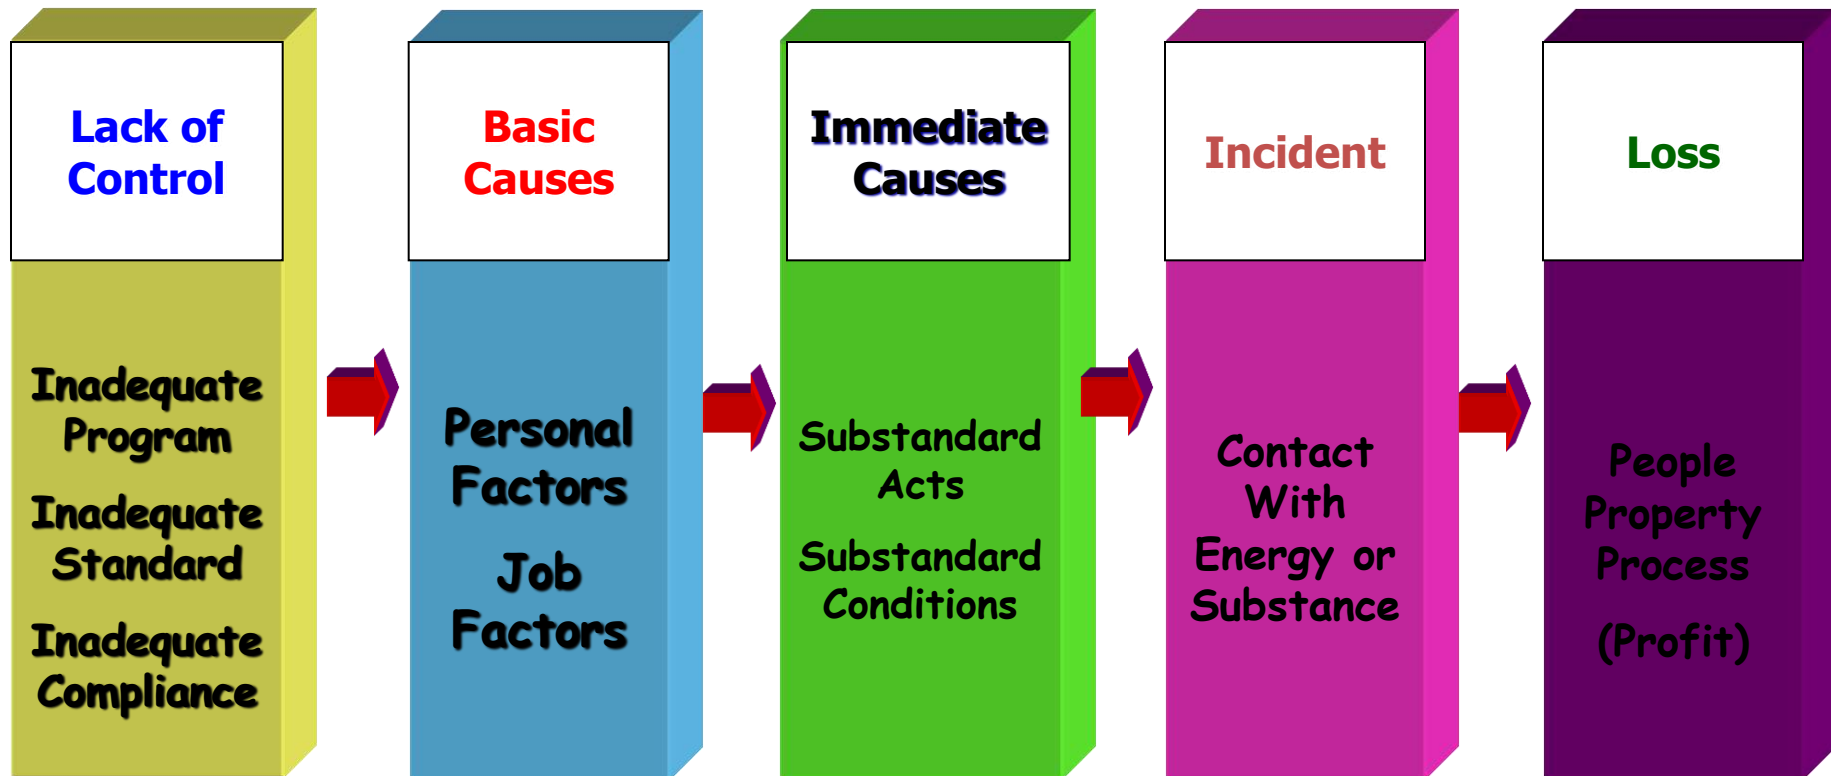 Lack of
Control
Inadequate
Program
Inadequate
Standard
Inadequate
Compliance
Basic
Causes
Personal
Factors
Job
Factors
Immediate
Causes
Substandard
Acts
Substandard
Conditions
Incident
Contact
With
Energy or
Substance
Loss
People
Property
Process
(Profit)